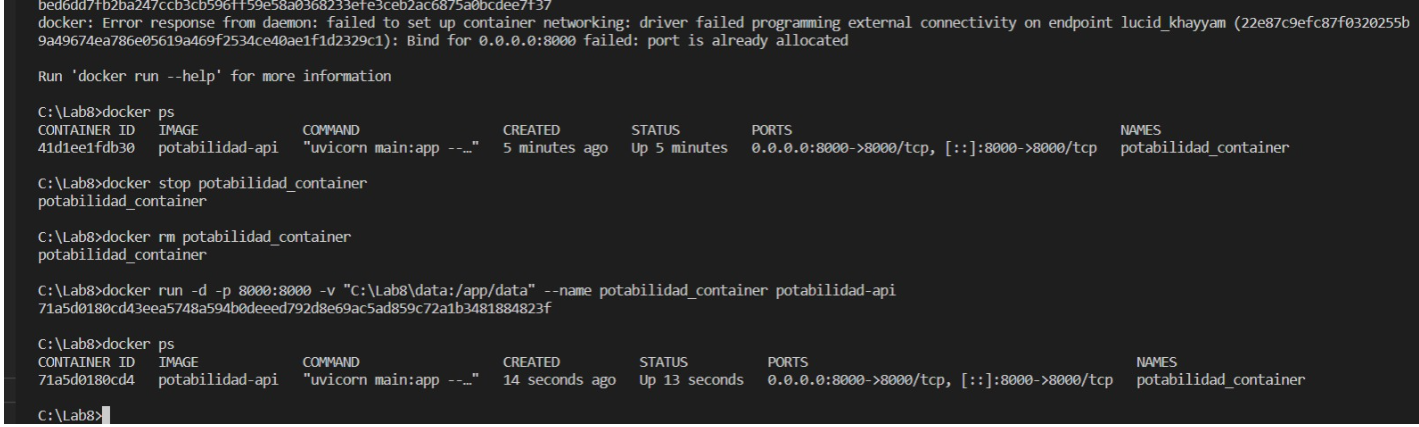 bed6dd7fb2ba247ccb3cb596ff59e58a0368233efe3ceb2ac6875a0bcdee7f37
docker: Error response from daemon: failed to set up container networking: driver failed programming external connectivity on endpoint lucid_khayyam (22e87c9efc87f0320255b
9a49674ea786e05619a469f2534ce40ae1f1d2329c1): Bind for 0.0.0.0:8000 failed: port is already allocated
Run 'docker run --help' for more information
C:\Lab8>docker ps
CONTAINER ID   IMAGE             COMMAND                  CREATED         STATUS         PORTS                                         NAMES
41d1ee1fdb30   potabilidad-api   "uvicorn main:app --…"   5 minutes ago   Up 5 minutes   0.0.0.0:8000->8000/tcp, [::]:8000->8000/tcp   potabilidad_container
C:\Lab8>docker stop potabilidad_container
potabilidad_container
C:\Lab8>docker rm potabilidad_container
potabilidad_container
C:\Lab8>docker run -d -p 8000:8000 -v "C:\Lab8\data:/app/data" --name potabilidad_container potabilidad-api
71a5d0180cd43eea5748a594b0deeed792d8e69ac5ad859c72a1b3481884823f
C:\Lab8>docker ps
CONTAINER ID   IMAGE             COMMAND                  CREATED          STATUS          PORTS                                         NAMES
71a5d0180cd4   potabilidad-api   "uvicorn main:app --…"   14 seconds ago   Up 13 seconds   0.0.0.0:8000->8000/tcp, [::]:8000->8000/tcp   potabilidad_container
C:\Lab8>